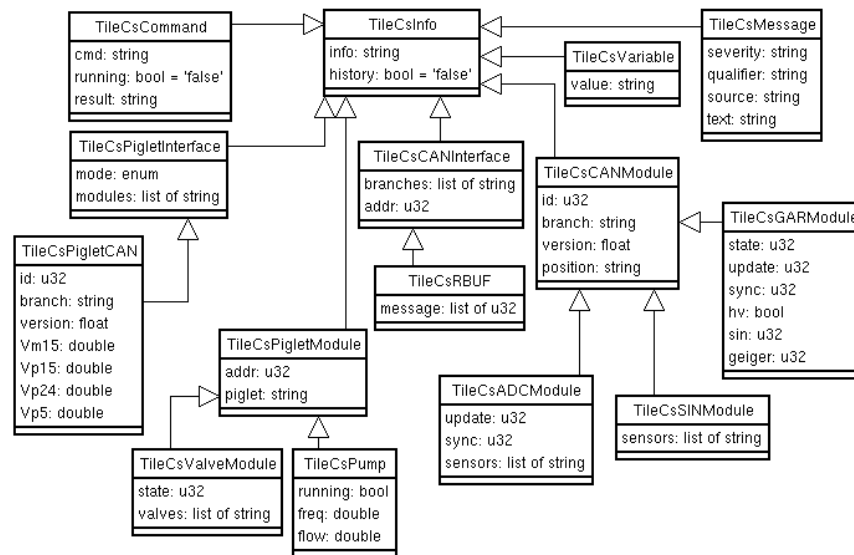 TileCsCommand
cmd: string
running: bool = 'false'
result: string
TileCsInfo
info: string
history: bool = 'false'
TileCsMessage
severity: string
qualifier: string
source: string
text: string
TileCsVariable
value: string
TileCsPigletInterface
mode: enum
modules: list of string
TileCsCANInterface
branches: list of string
addr: u32
TileCsCANModule
id: u32
branch: string
version: float
position: string
TileCsGARModule
state: u32
update: u32
sync: u32
hv: bool
sin: u32
geiger: u32
TileCsPigletCAN
id: u32
branch: string
version: float
Vm15: double
Vp15: double
Vp24: double
Vp5: double
TileCsRBUF
message: list of u32
TileCsPigletModule
addr: u32
piglet: string
TileCsADCModule
update: u32
sync: u32
sensors: list of string
TileCsSINModule
sensors: list of string
TileCsValveModule
state: u32
valves: list of string
TileCsPump
running: bool
freq: double
flow: double